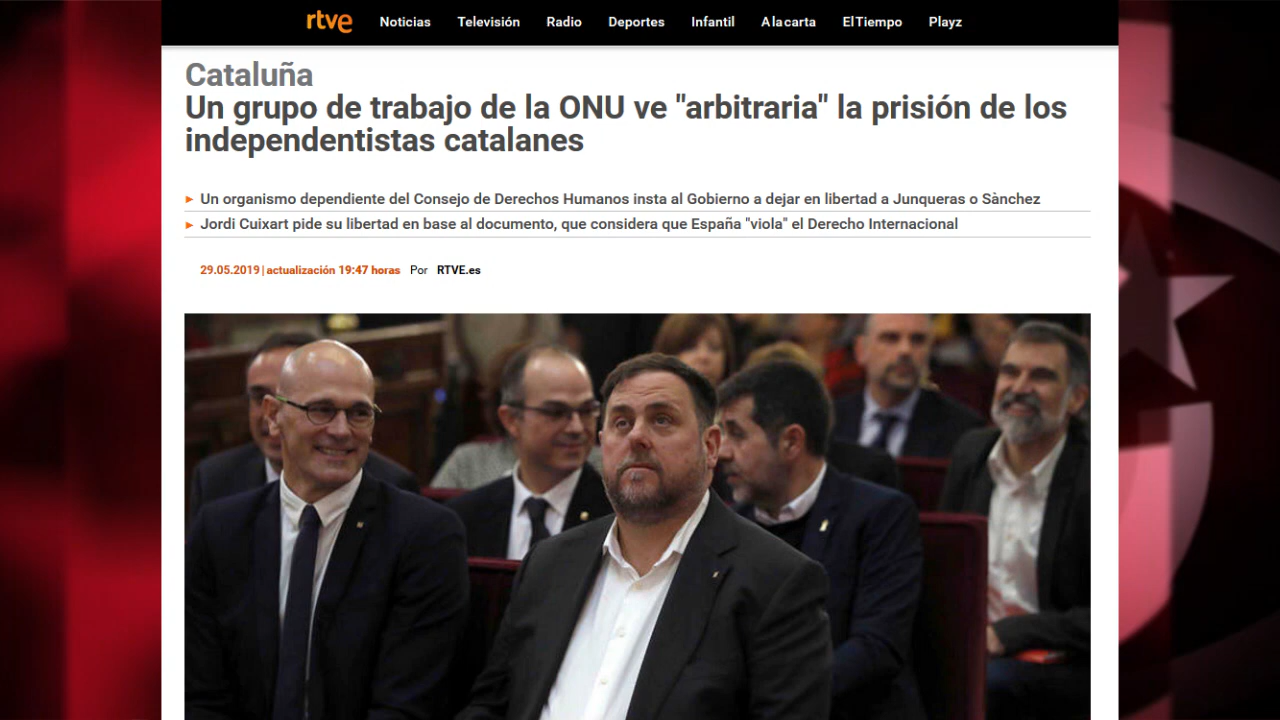 rtve Noticias Televisión Radio Deportes Infantil A la carta El Tiempo Playz
Cataluña
Un grupo de trabajo de la ONU ve "arbitraria" la prisión de los
independentistas catalanes
Un organismo dependiente del Consejo de Derechos Humanos insta al Gobierno a dejar en libertad a Junqueras o Sànchez
Jordi Cuixart pide su libertad en base al documento, que considera que España "viola" el Derecho Internacional
29.05.2019 | actualización 19:47 horas Por RTVE.es